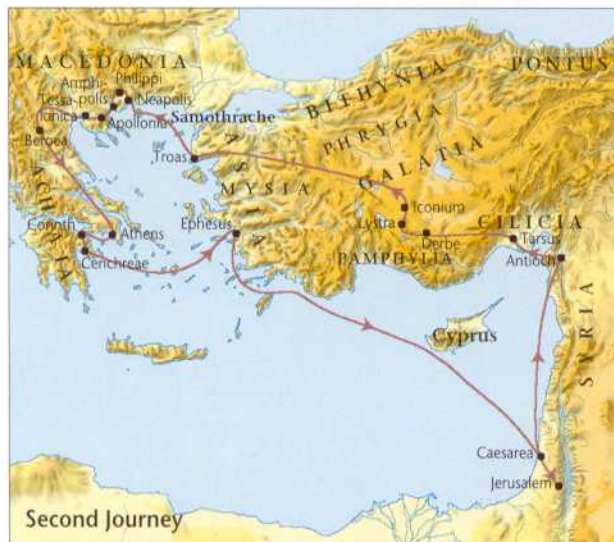 MACEDONIA
Philippi
Amphi-
polis
Neapolis
Tessa-
lonica
Apollonia
Samothrache
Beroea
Troas
ASIA
MYSIA
BITHYNIA
PONTUS
PHRYGIA
GALATIA
ACHAIA
Corinth
Athens
Cenchreae
Ephesus
Iconium
Lystra
Derbe
CILICIA
Tarsus
Antioch
PAMPHYLIA
Cyprus
SYRIA
Caesarea
Jerusalem
Second Journey